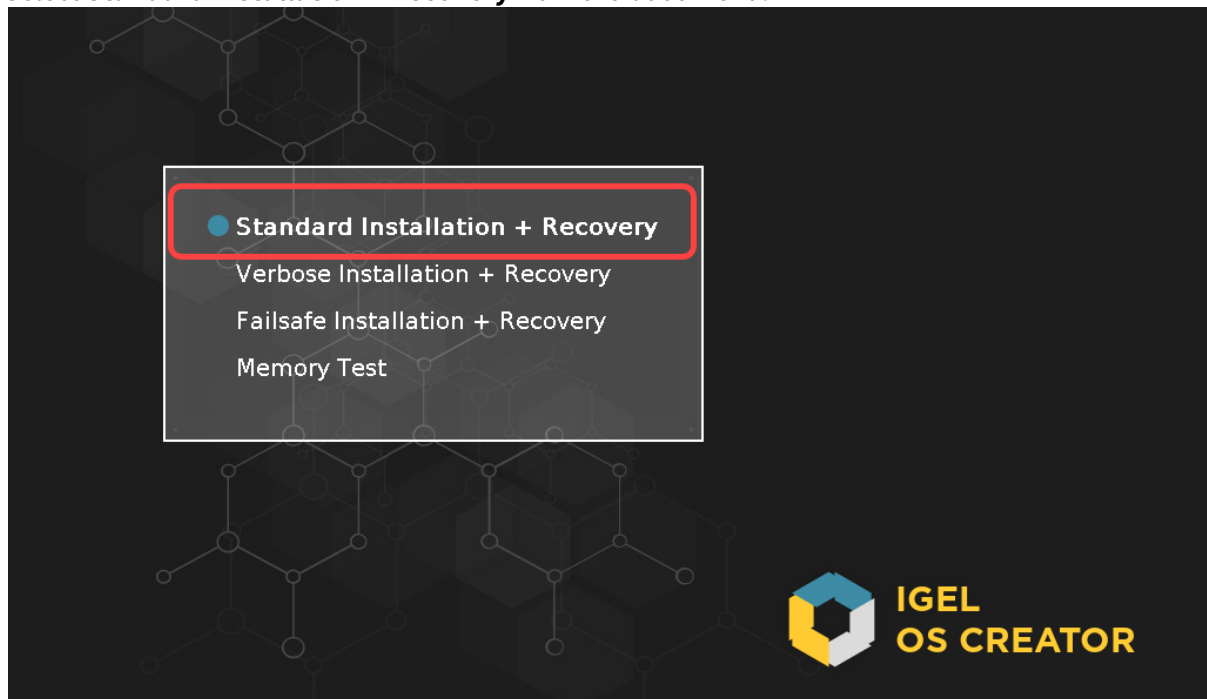 Standard Installation + Recovery
Verbose Installation + Recovery
Failsafe Installation + Recovery
Memory Test
IGEL
OS CREATOR